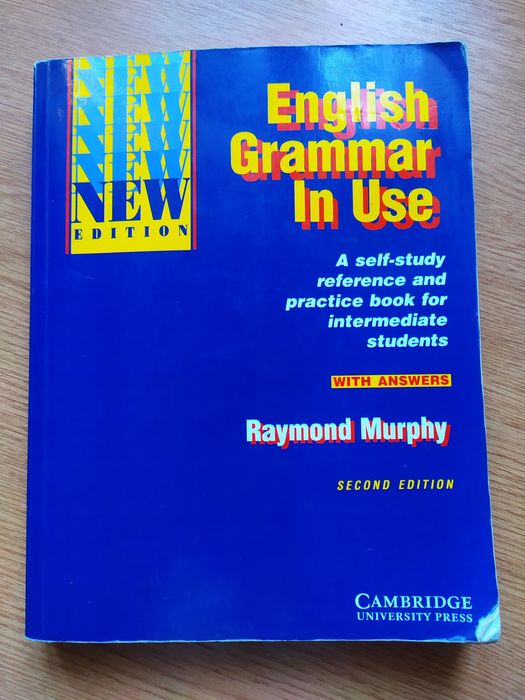 NEW
NEW
NEW
NEW
NEW
EDITION
English
Grammar
In Use
A self-study
reference and
practice book for
intermediate
students
WITH ANSWERS
Raymond Murphy
SECOND EDITION
CAMBRIDGE
UNIVERSITY PRESS